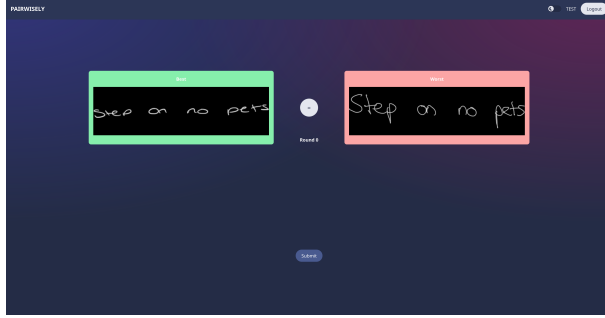 PAIRWISELY
TEST Logout
Best
Worst
step on no pets
Step on no pets
Round 0
Submit